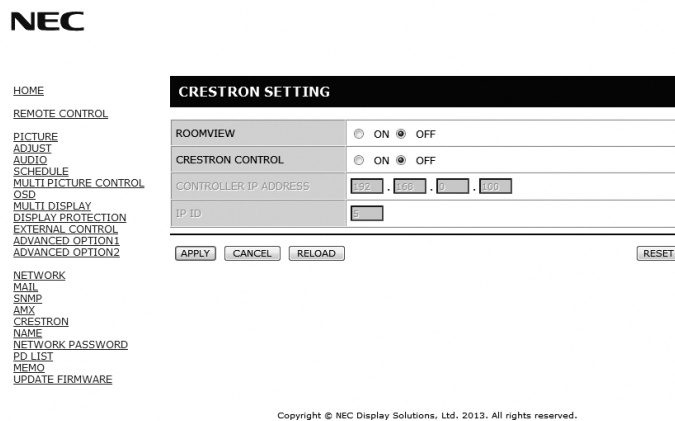 NEC
HOME
REMOTE CONTROL
PICTURE
ADJUST
AUDIO
SCHEDULE
MULTI PICTURE CONTROL
OSD
MULTI DISPLAY
DISPLAY PROTECTION
EXTERNAL CONTROL
ADVANCED OPTION1
ADVANCED OPTION2
NETWORK
MAIL
SNMP
AMX
CRESTRON
NAME
NETWORK PASSWORD
PD LIST
MEMO
UPDATE FIRMWARE
CRESTRON SETTING
ROOMVIEW ON OFF
CRESTRON CONTROL ON OFF
CONTROLLER IP ADDRESS 192 . 168 . 0 . 100
IP ID 5
APPLY CANCEL RELOAD RESET
Copyright © NEC Display Solutions, Ltd. 2013. All rights reserved.